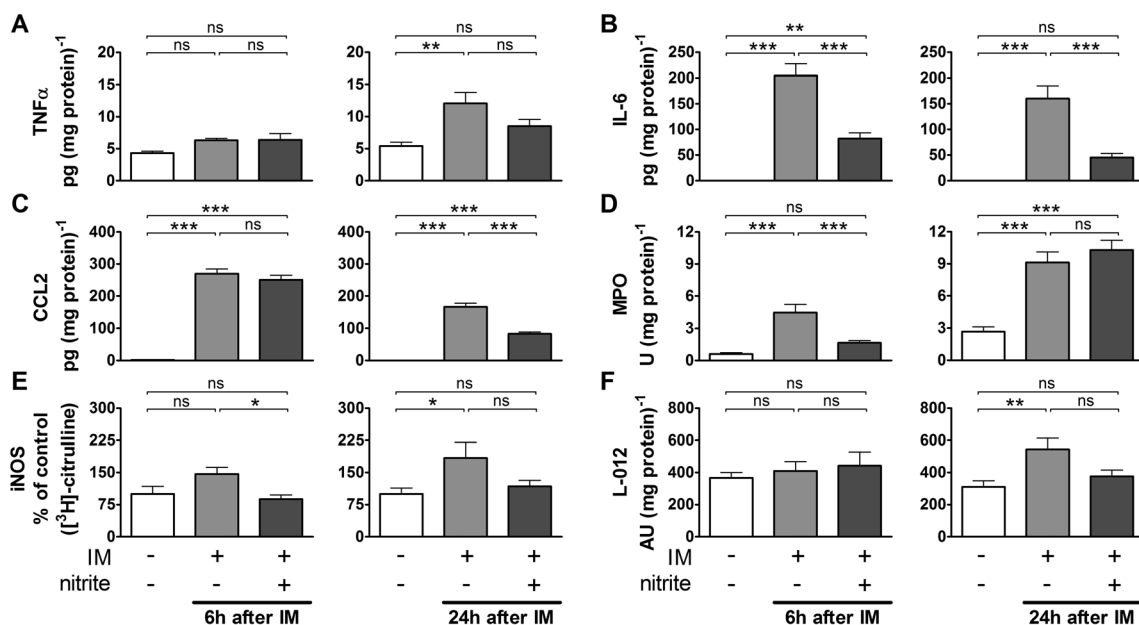 A
TNFα
pg (mg protein)-1
20
15
10
5
0
ns
ns
ns
20
15
10
5
0
ns
**
ns
B
IL-6
pg (mg protein)-1
250
200
150
100
50
0
**
***
***
250
200
150
100
50
0
ns
***
***
C
CCL2
pg (mg protein)-1
400
300
200
100
0
***
***
ns
400
300
200
100
0
***
***
***
D
MPO
U (mg protein)-1
12
9
6
3
0
ns
***
***
12
9
6
3
0
***
***
ns
E
iNOS
% of control
([3H]-citrulline)
300
225
150
75
0
ns
ns
*
300
225
150
75
0
ns
*
ns
F
L-012
AU (mg protein)-1
800
600
400
200
0
ns
ns
ns
800
600
400
200
0
ns
**
ns
IM - + + - + + - + + - + +
nitrite - - + - - + - - + - - +
6h after IM 24h after IM 6h after IM 24h after IM